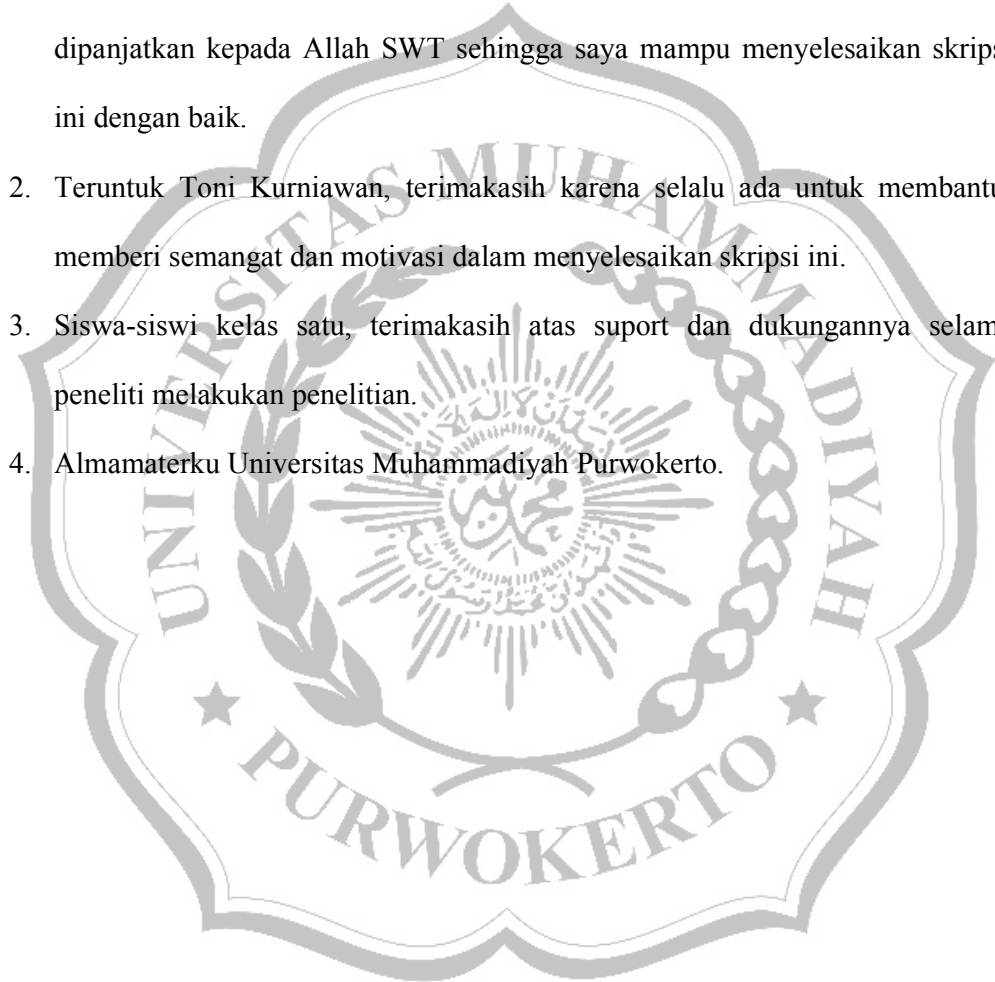 dipanjatkan kepada Allah SWT sehingga saya mampu menyelesaikan skrips
ini dengan baik.
2. Teruntuk Toni Kurniawan, terimakasih karena selalu ada untuk membantu
memberi semangat dan motivasi dalam menyelesaikan skripsi ini.
3. Siswa-siswi kelas satu, terimakasih atas suport dan dukungannya selam
peneliti melakukan penelitian.
4. Almamaterku Universitas Muhammadiyah Purwokerto.
UNIVERSITAS MUHAMMADIYAH
PURWOKERTO